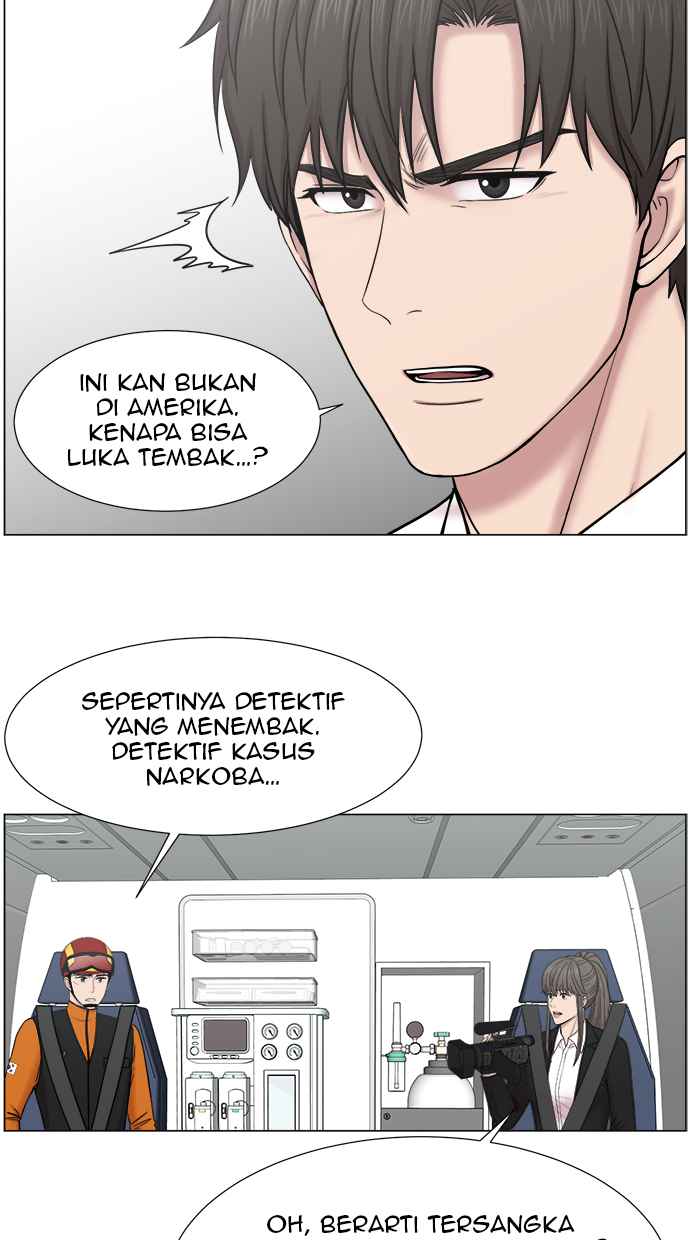 INI KAN BUKAN
DI AMERIKA.
KENAPA BISA
LUKA TEMBAK...?
SEPERTINYA DETEKTIF
YANG MENEMBAK.
DETEKTIF KASUS
NARKOBA...
OH, BERARTI TERSANGKA